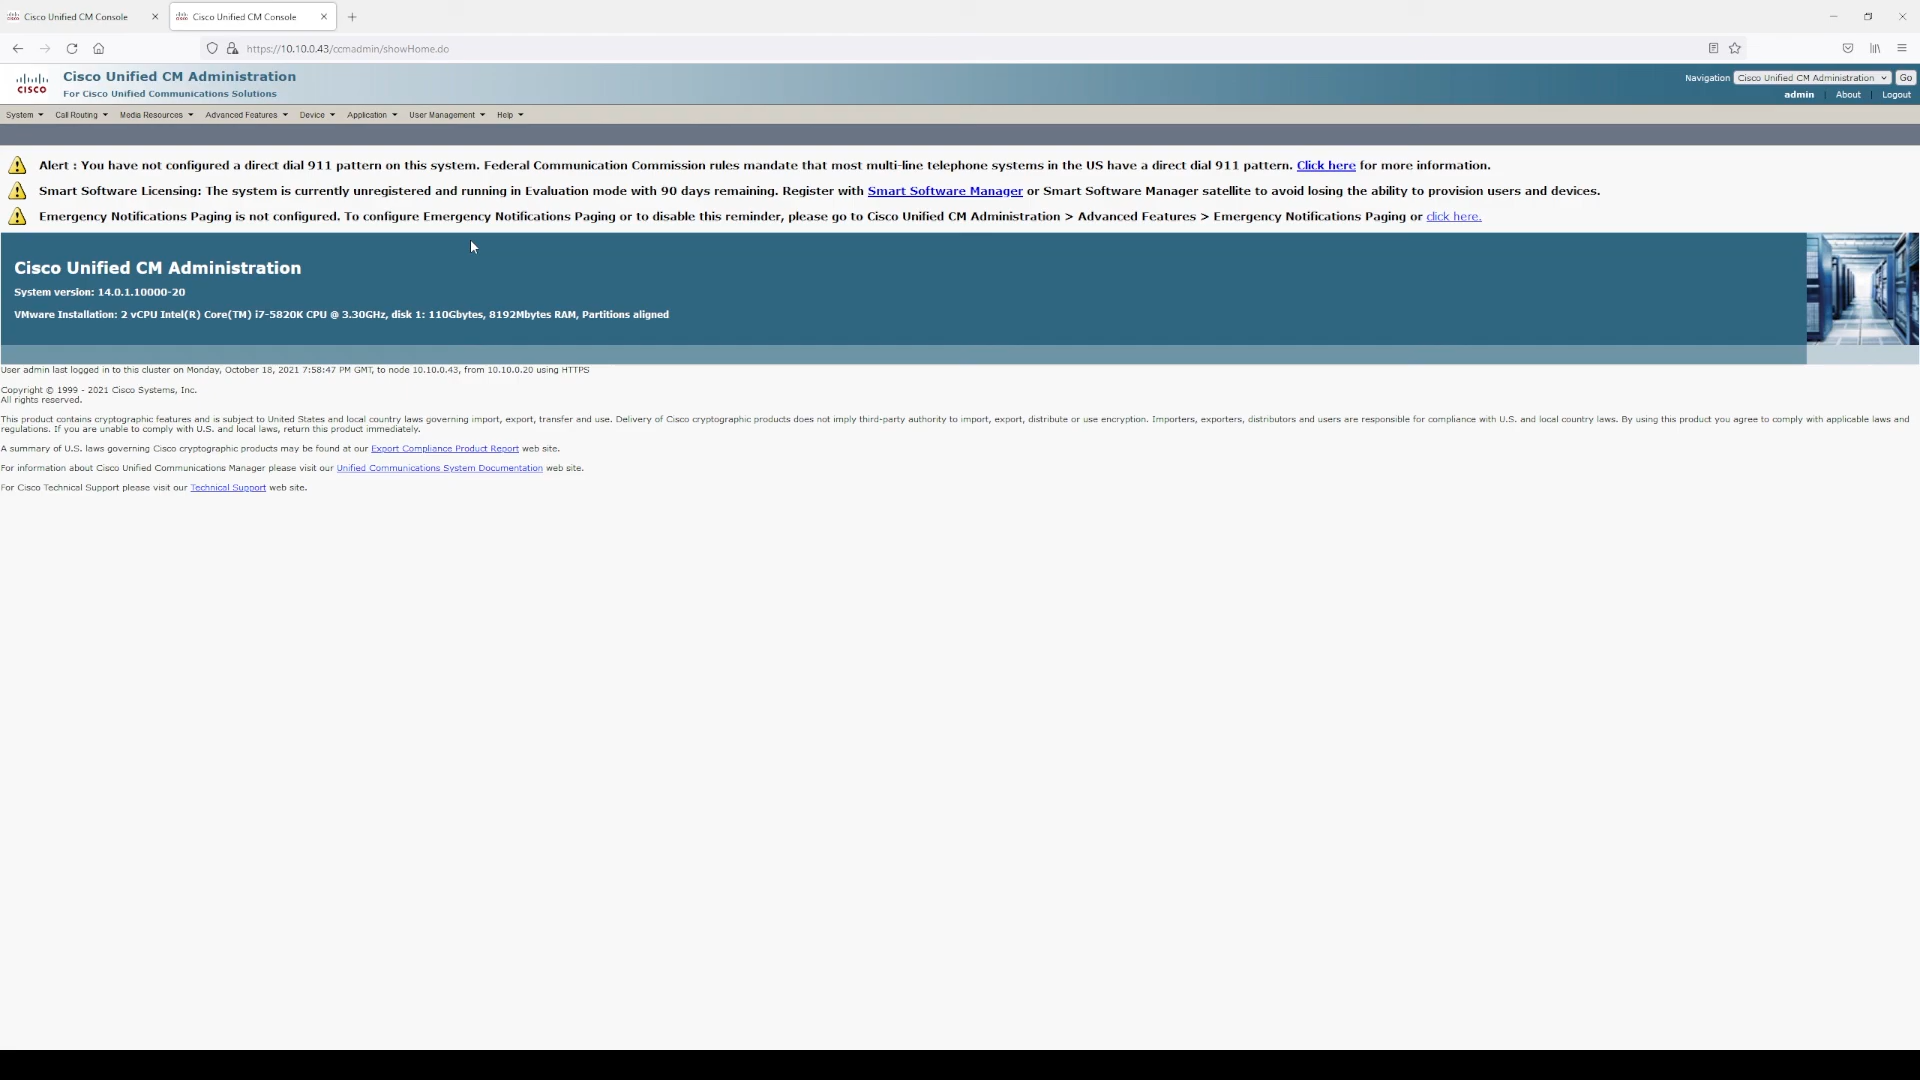 Cisco Unified CM Console
Cisco Unified CM Console
https://10.10.0.43/ccmadmin/showHome.do
CISCO
Cisco Unified CM Administration
For Cisco Unified Communications Solutions
Navigation Cisco Unified CM Administration Go
admin | About | Logout
System Call Routing Media Resources Advanced Features Device Application User Management Help
Alert : You have not configured a direct dial 911 pattern on this system. Federal Communication Commission rules mandate that most multi-line telephone systems in the US have a direct dial 911 pattern. Click here for more information.
Smart Software Licensing: The system is currently unregistered and running in Evaluation mode with 90 days remaining. Register with Smart Software Manager or Smart Software Manager satellite to avoid losing the ability to provision users and devices.
Emergency Notifications Paging is not configured. To configure Emergency Notifications Paging or to disable this reminder, please go to Cisco Unified CM Administration > Advanced Features > Emergency Notifications Paging or click here.
Cisco Unified CM Administration
System version: 14.0.1.10000-20
VMware Installation: 2 vCPU Intel(R) Core(TM) i7-5820K CPU @ 3.30GHz, disk 1: 110Gbytes, 8192Mbytes RAM, Partitions aligned
User admin last logged in to this cluster on Monday, October 18, 2021 7:58:47 PM GMT, to node 10.10.0.43, from 10.10.0.20 using HTTPS
Copyright © 1999 - 2021 Cisco Systems, Inc.
All rights reserved.
This product contains cryptographic features and is subject to United States and local country laws governing import, export, transfer and use. Delivery of Cisco cryptographic products does not imply third-party authority to import, export, distribute or use encryption. Importers, exporters, distributors and users are responsible for compliance with U.S. and local country laws. By using this product you agree to comply with applicable laws and
regulations. If you are unable to comply with U.S. and local laws, return this product immediately.
A summary of U.S. laws governing Cisco cryptographic products may be found at our Export Compliance Product Report web site.
For information about Cisco Unified Communications Manager please visit our Unified Communications System Documentation web site.
For Cisco Technical Support please visit our Technical Support web site.